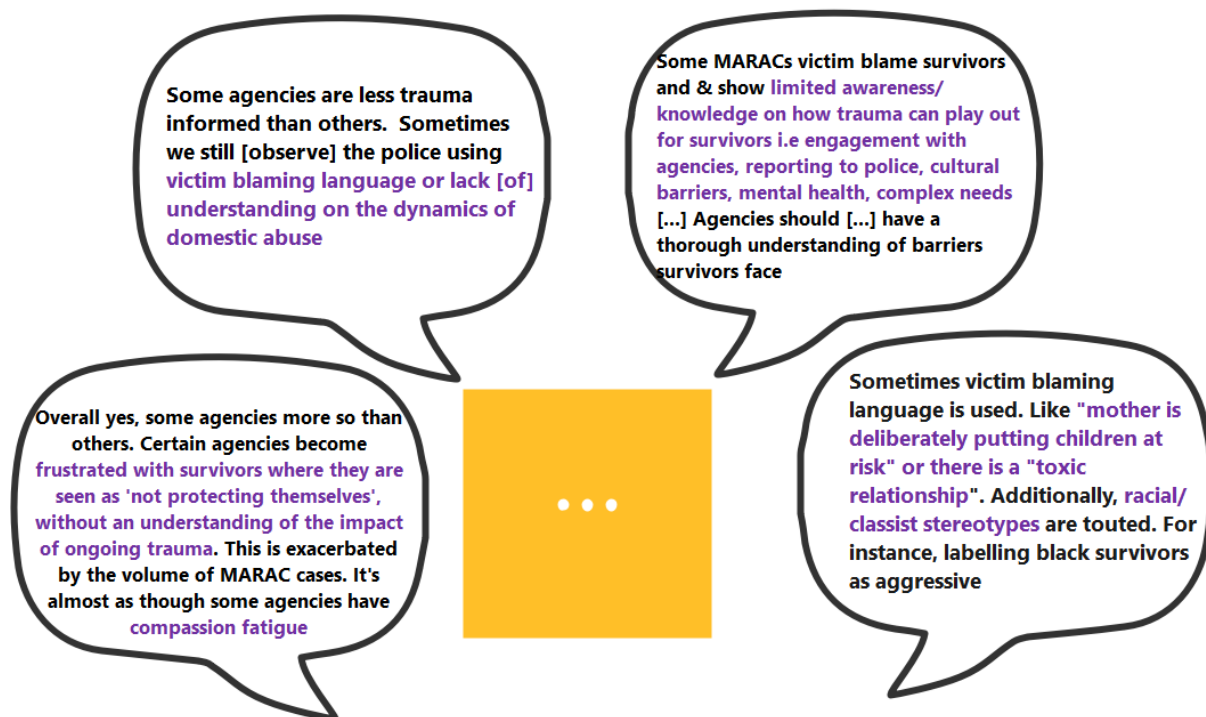 Some agencies are less trauma
informed than others.  Sometimes
we still [observe] the police using
victim blaming language or lack [of]
understanding on the dynamics of
domestic abuse
Some MARACs victim blame survivors
and & show limited awareness/
knowledge on how trauma can play out
for survivors i.e engagement with
agencies, reporting to police, cultural
barriers, mental health, complex needs
[...] Agencies should [...] have a
thorough understanding of barriers
survivors face
Overall yes, some agencies more so than
others. Certain agencies become
frustrated with survivors where they are
seen as 'not protecting themselves',
without an understanding of the impact
of ongoing trauma. This is exacerbated
by the volume of MARAC cases. It's
almost as though some agencies have
compassion fatigue
Sometimes victim blaming
language is used. Like "mother is
deliberately putting children at
risk" or there is a "toxic
relationship". Additionally, racial/
classist stereotypes are touted. For
instance, labelling black survivors
as aggressive